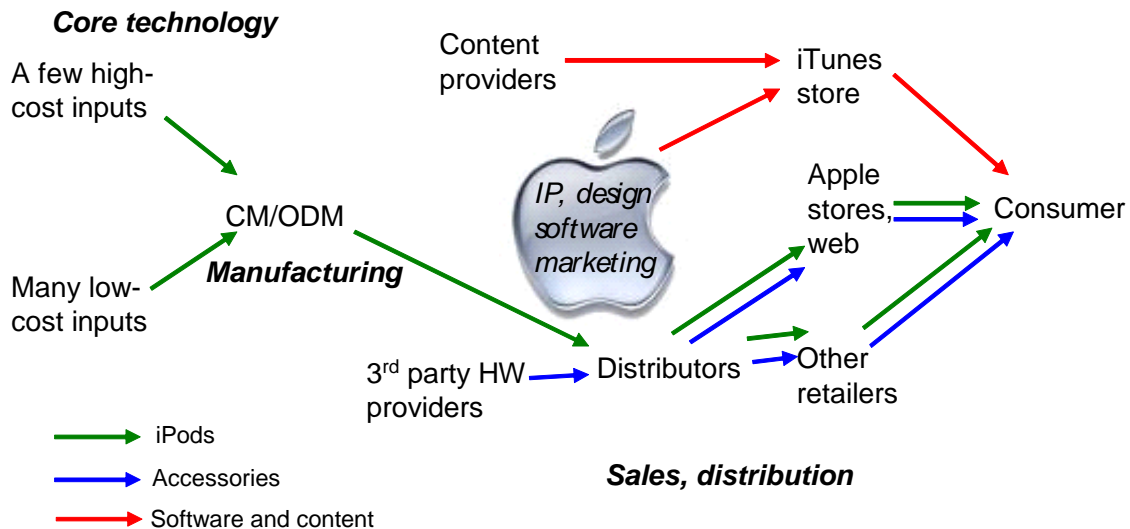 Core technology
A few high-
cost inputs
Many low-
cost inputs
CM/ODM
Manufacturing
Content
providers
iTunes
store
IP, design
software
marketing
Apple
stores,
web
Consumer
3rd party HW
providers
Distributors
Other
retailers
Sales, distribution
iPods
Accessories
Software and content